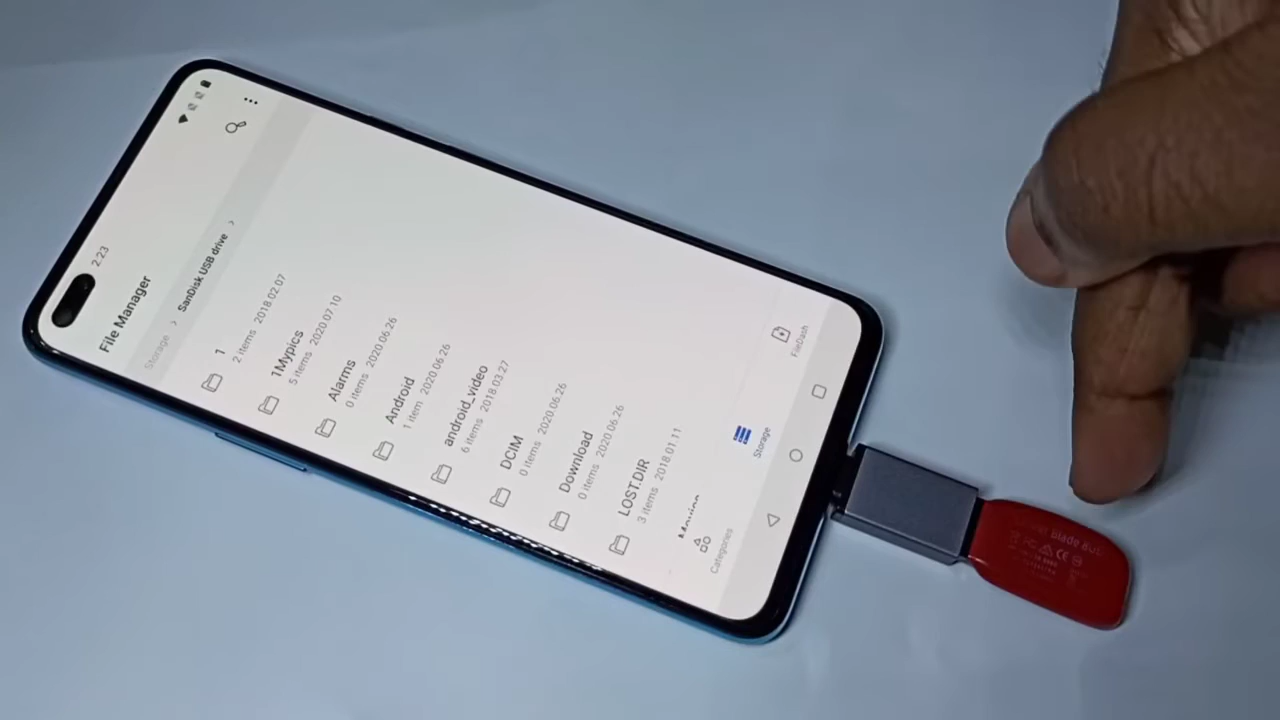 2:23
File Manager
Storage > SanDisk USB drive >
1
2 items 2018.02.07
1Mypics
5 items 2020.07.10
Alarms
0 items 2020.06.26
Android
1 item 2020.06.26
android_video
6 items 2018.03.27
DCIM
0 items 2020.06.26
Download
0 items 2020.06.26
LOST.DIR
3 items 2018.01.11
Categories
Storage
FileDash